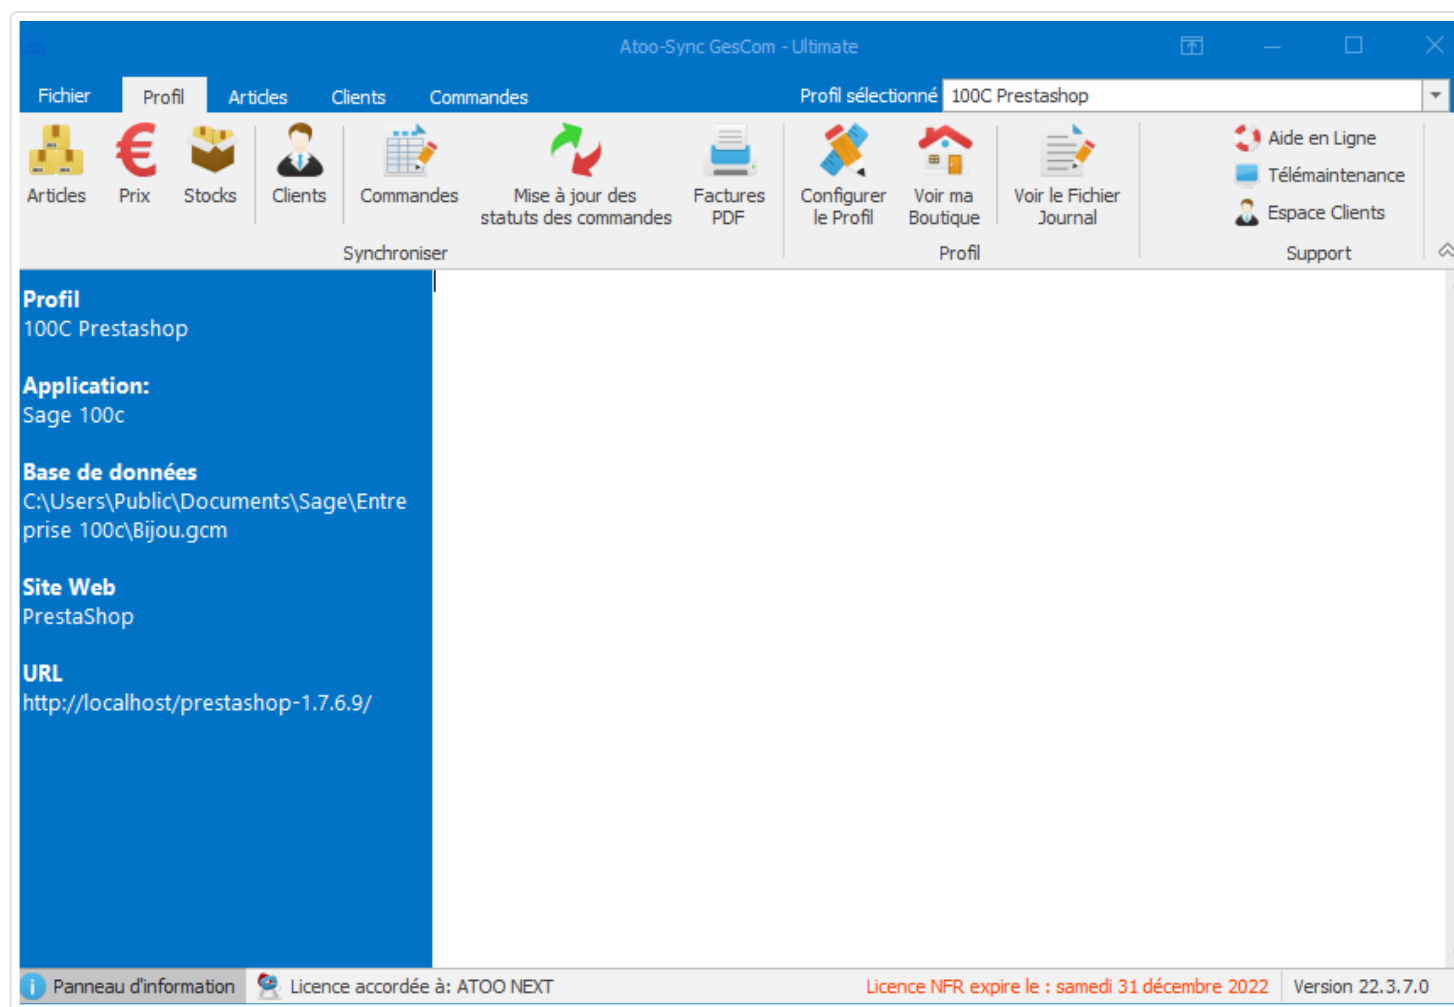 Atoo-Sync GesCom - Ultimate
Fichier Profil Articles Clients Commandes Profil sélectionné 100C Prestashop
Articles Prix Stocks Clients Commandes Mise à jour des statuts des commandes Factures PDF Configurer le Profil Voir ma Boutique Voir le Fichier Journal
Aide en Ligne
Télémaintenance
Espace Clients
Synchroniser Profil Support
Profil
100C Prestashop
Application:
Sage 100c
Base de données
C:\Users\Public\Documents\Sage\Entre
prise 100c\Bijou.gcm
Site Web
PrestaShop
URL
http://localhost/prestashop-1.7.6.9/
Panneau d'information Licence accordée à: ATOO NEXT Licence NFR expire le : samedi 31 décembre 2022 Version 22.3.7.0